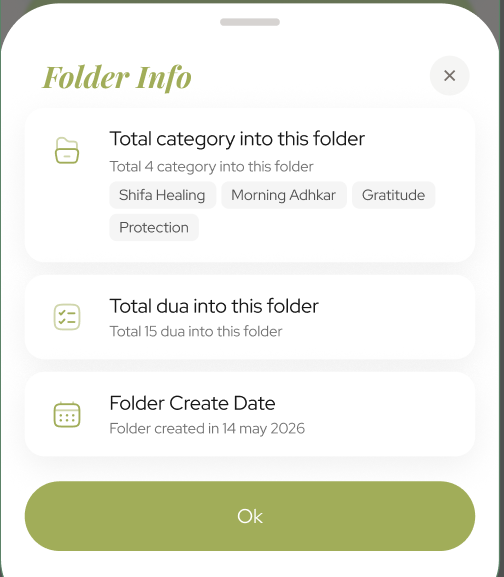 Folder Info
Total category into this folder
Total 4 category into this folder
Shifa Healing Morning Adhkar Gratitude
Protection
Total dua into this folder
Total 15 dua into this folder
Folder Create Date
Folder created in 14 may 2026
Ok